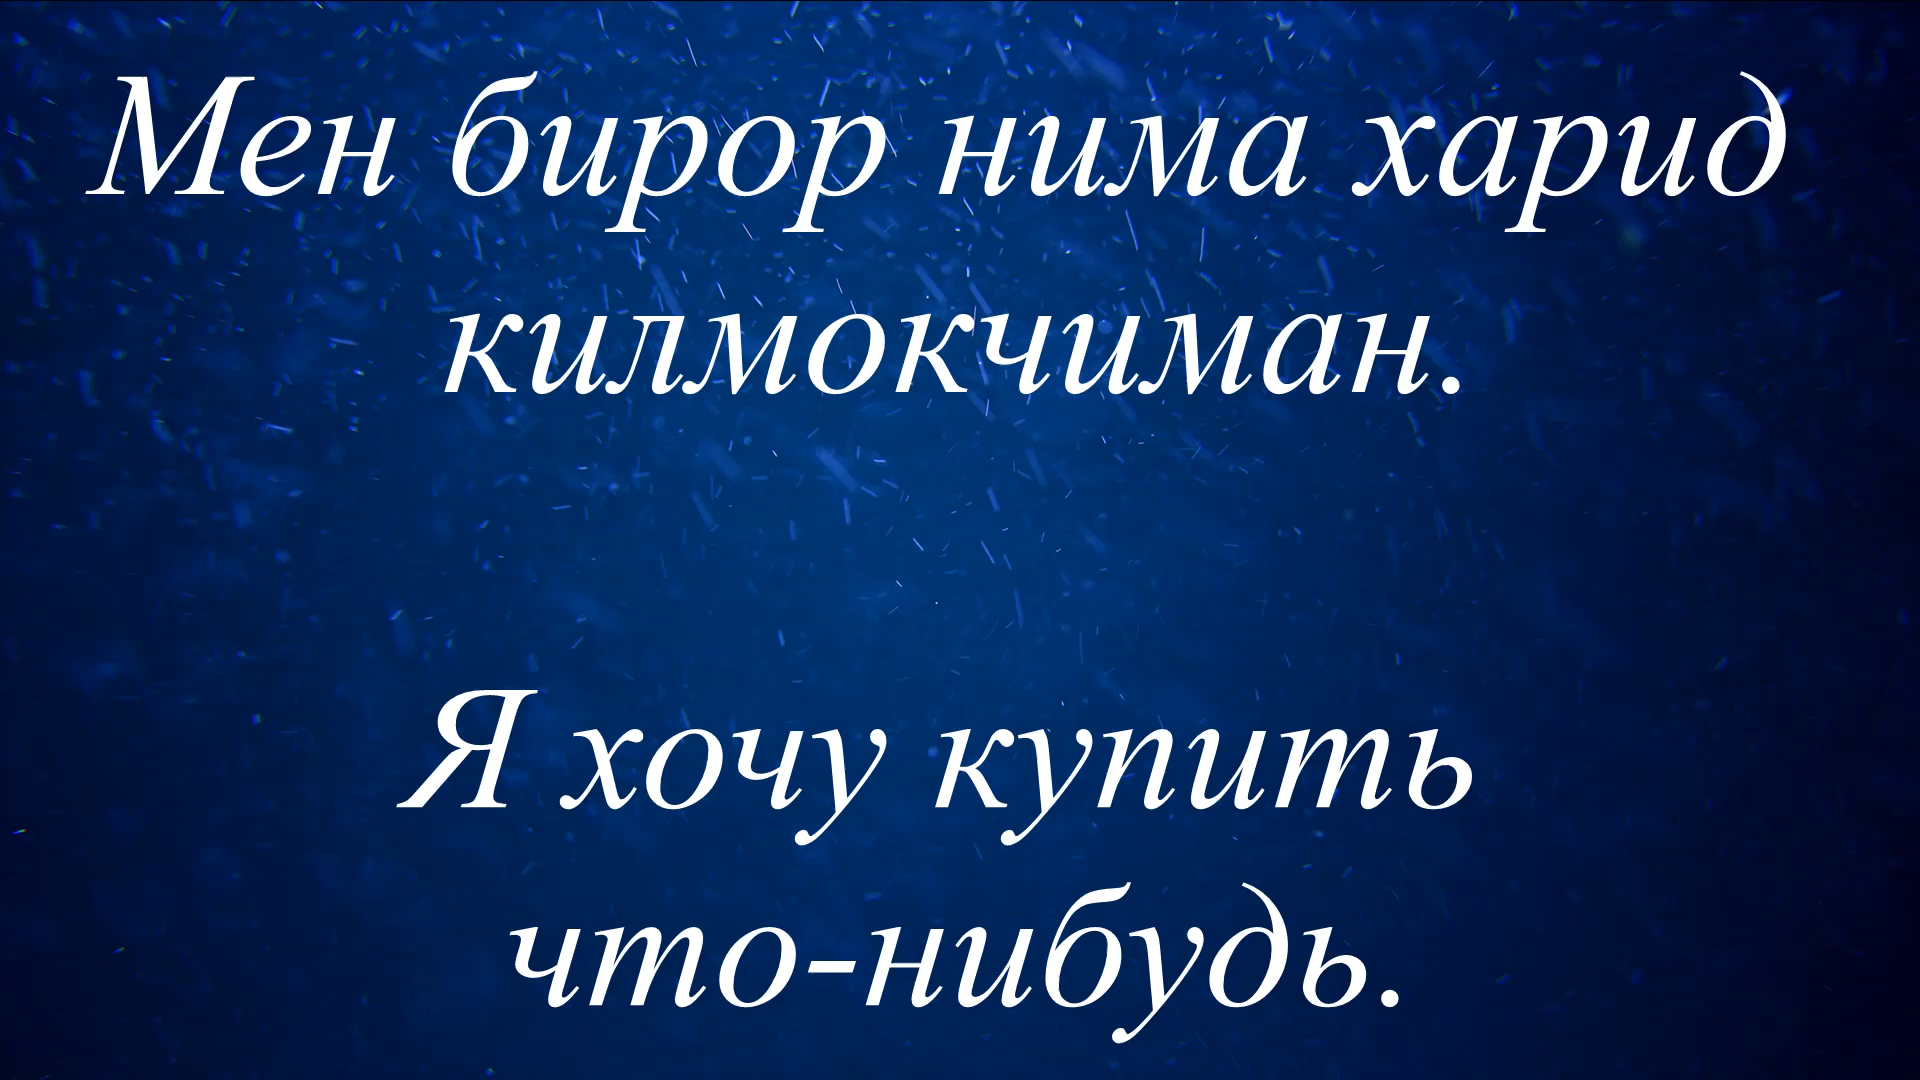 Мен бирор нима харид
килмокчиман.
Я хочу купить
что-нибудь.